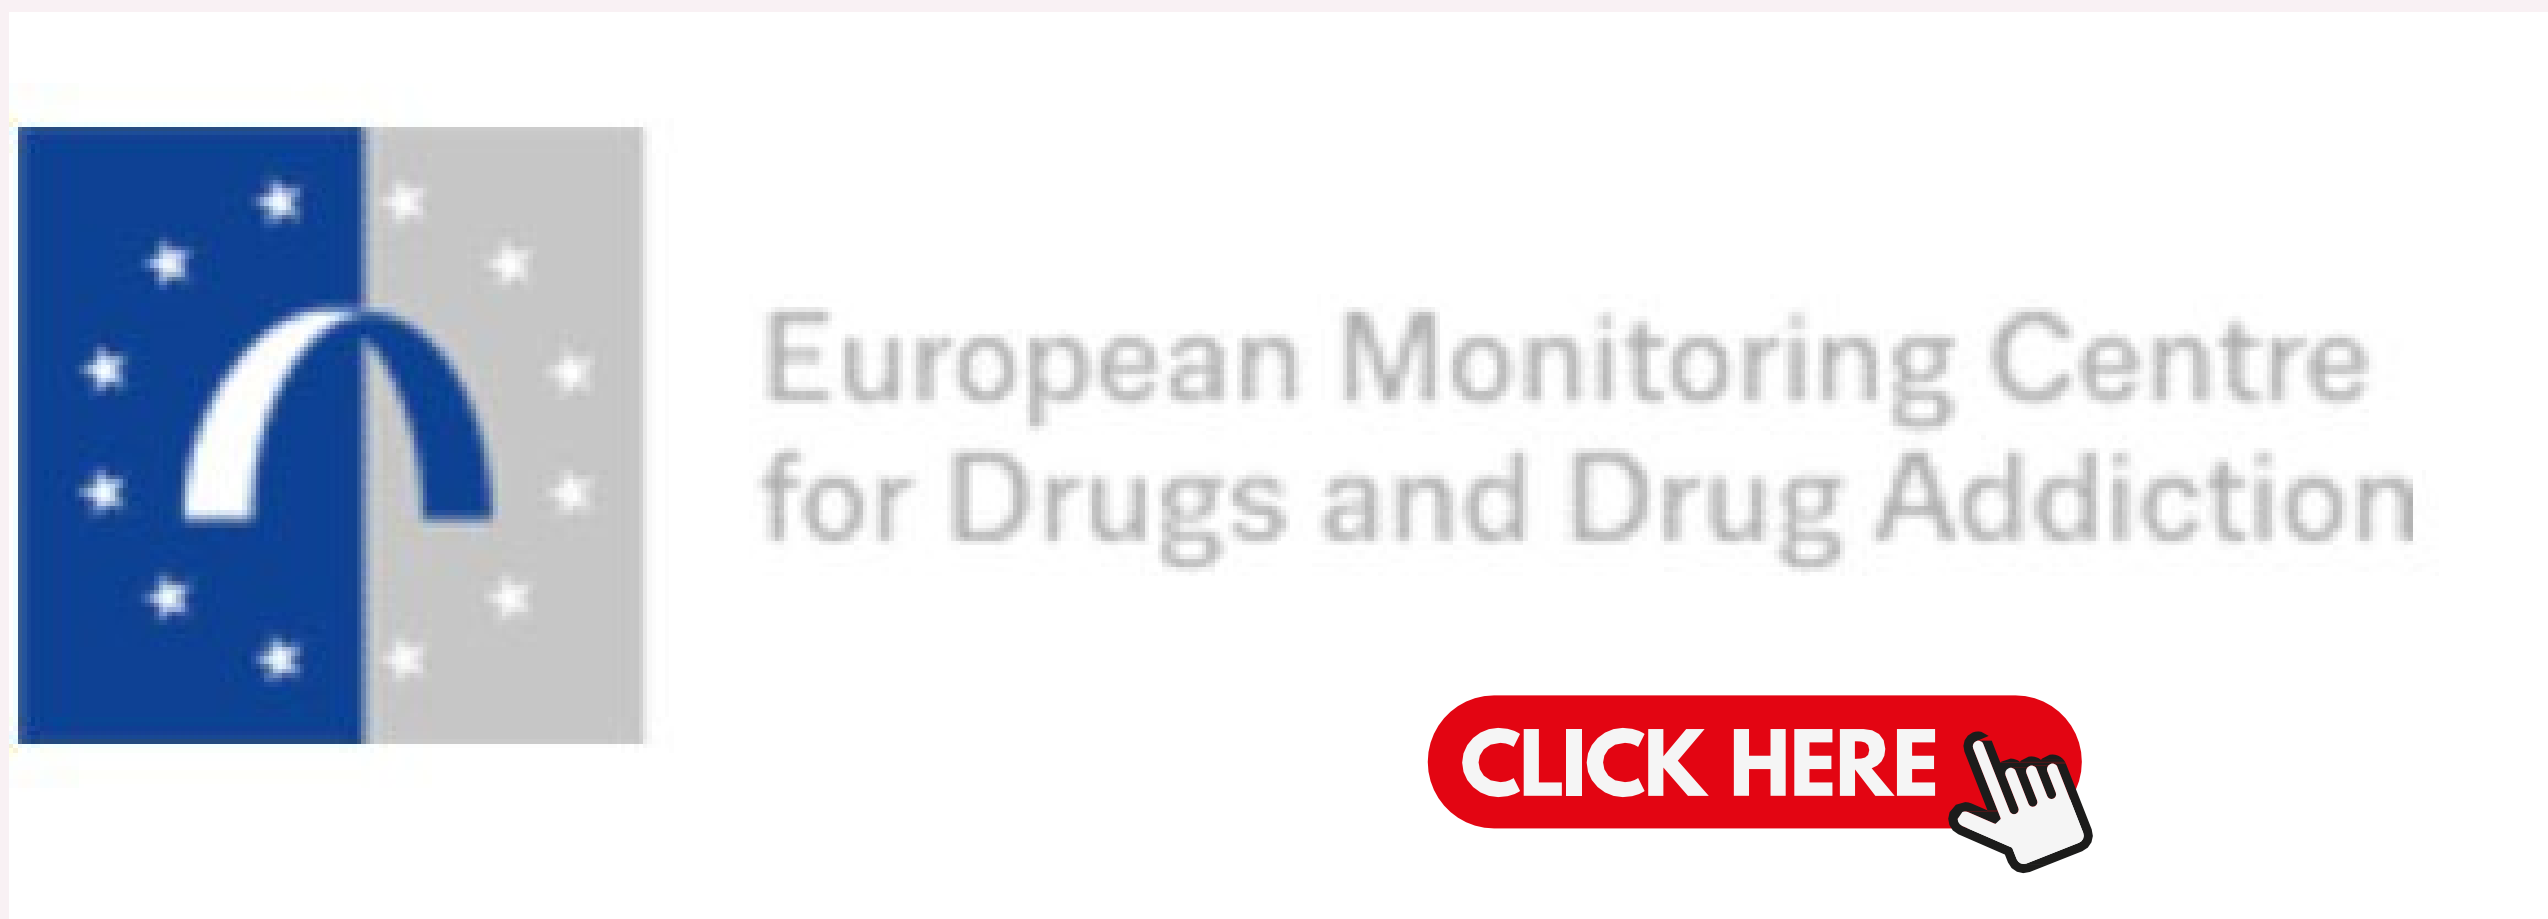 European Monitoring Centre
for Drugs and Drug Addiction
CLICK HERE